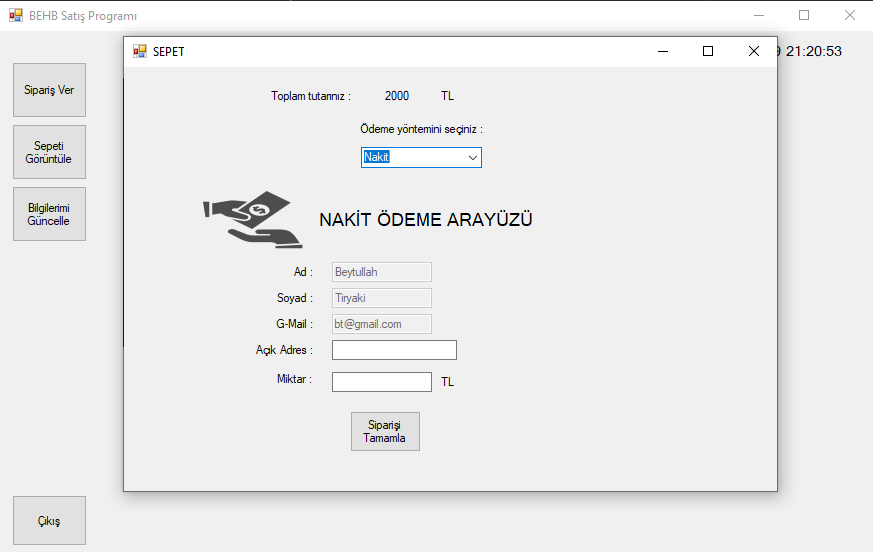 BEHB Satış Programı
SEPET
9 21:20:53
Sipariş Ver
Sepeti
Görüntüle
Bilgilerimi
Güncelle
Çıkış
Toplam tutarınız : 2000 TL
Ödeme yöntemini seçiniz :
Nakit
NAKİT ÖDEME ARAYÜZÜ
Ad : Beytullah
Soyad : Tiryaki
G-Mail : bt@gmail.com
Açık Adres :
Miktar : TL
Siparişi
Tamamla